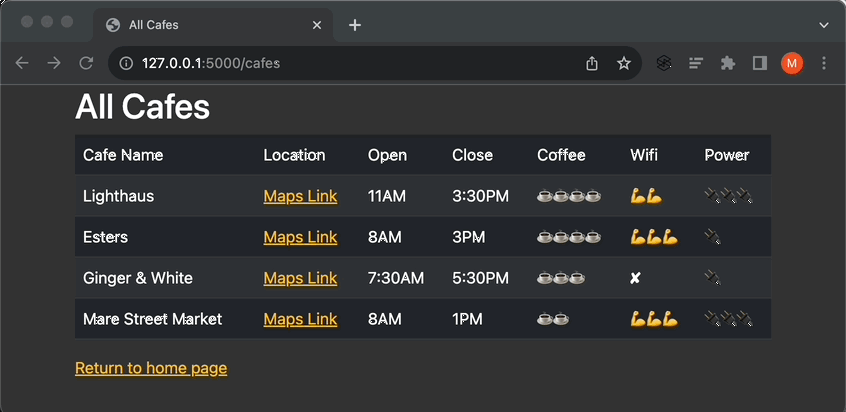 All Cafes
127.0.0.1:5000/cafes
M
All Cafes
Cafe Name Location Open Close Coffee Wifi Power
Lighthaus Maps Link 11AM 3:30PM ☕☕☕☕ 💪💪 🔌🔌🔌
Esters Maps Link 8AM 3PM ☕☕☕☕ 💪💪💪 🔌
Ginger & White Maps Link 7:30AM 5:30PM ☕☕☕ ✘ 🔌
Mare Street Market Maps Link 8AM 1PM ☕☕ 💪💪💪 🔌🔌🔌
Return to home page